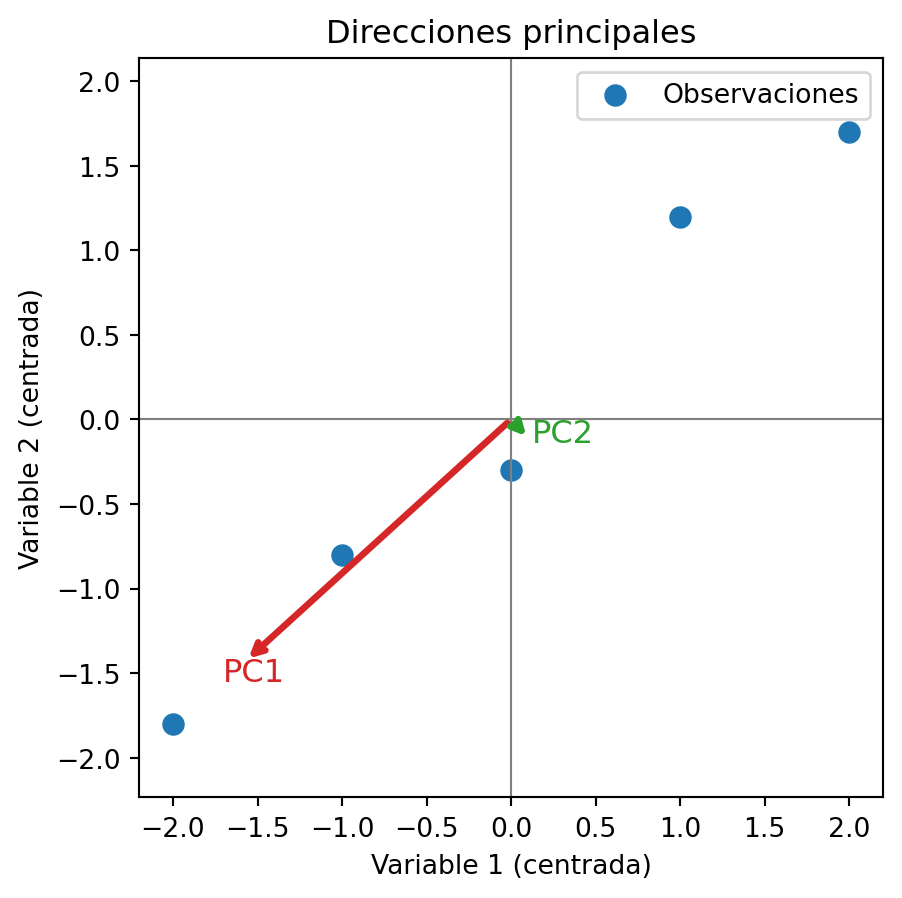 Direcciones principales
Observaciones
2.0
1.5
1.0
0.5
0.0
−0.5
−1.0
−1.5
−2.0
Variable 2 (centrada)
PC2
PC1
−2.0 −1.5 −1.0 −0.5 0.0 0.5 1.0 1.5 2.0
Variable 1 (centrada)